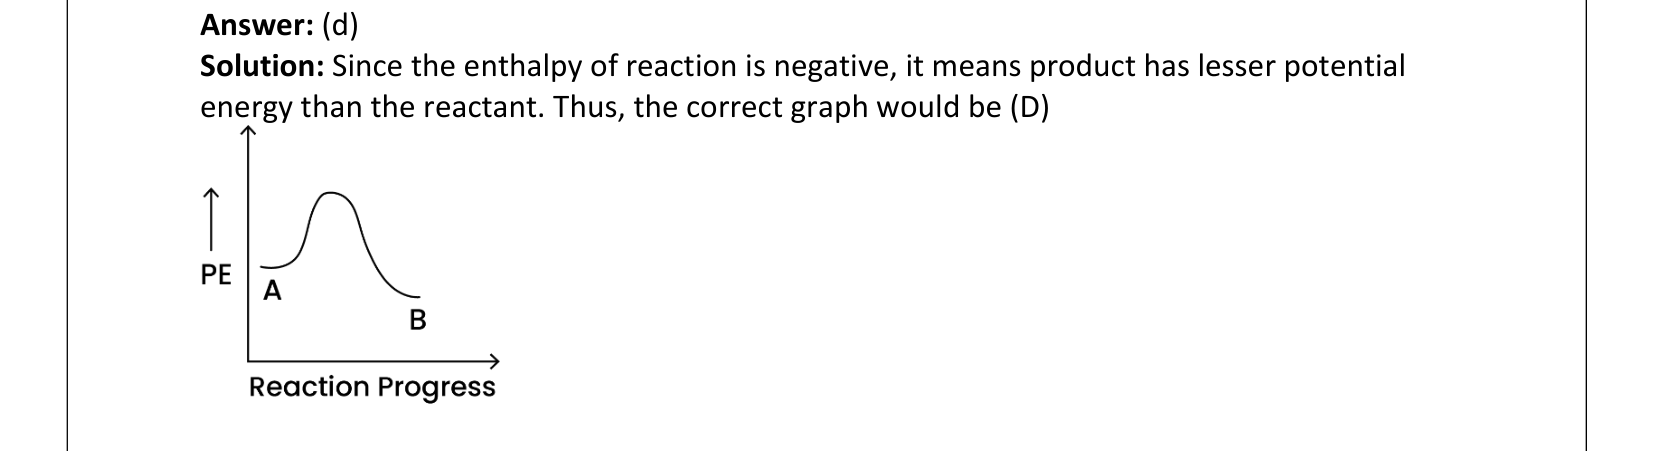 Answer: (d)
Solution: Since the enthalpy of reaction is negative, it means product has lesser potential
energy than the reactant. Thus, the correct graph would be (D)
PE
A
B
Reaction Progress